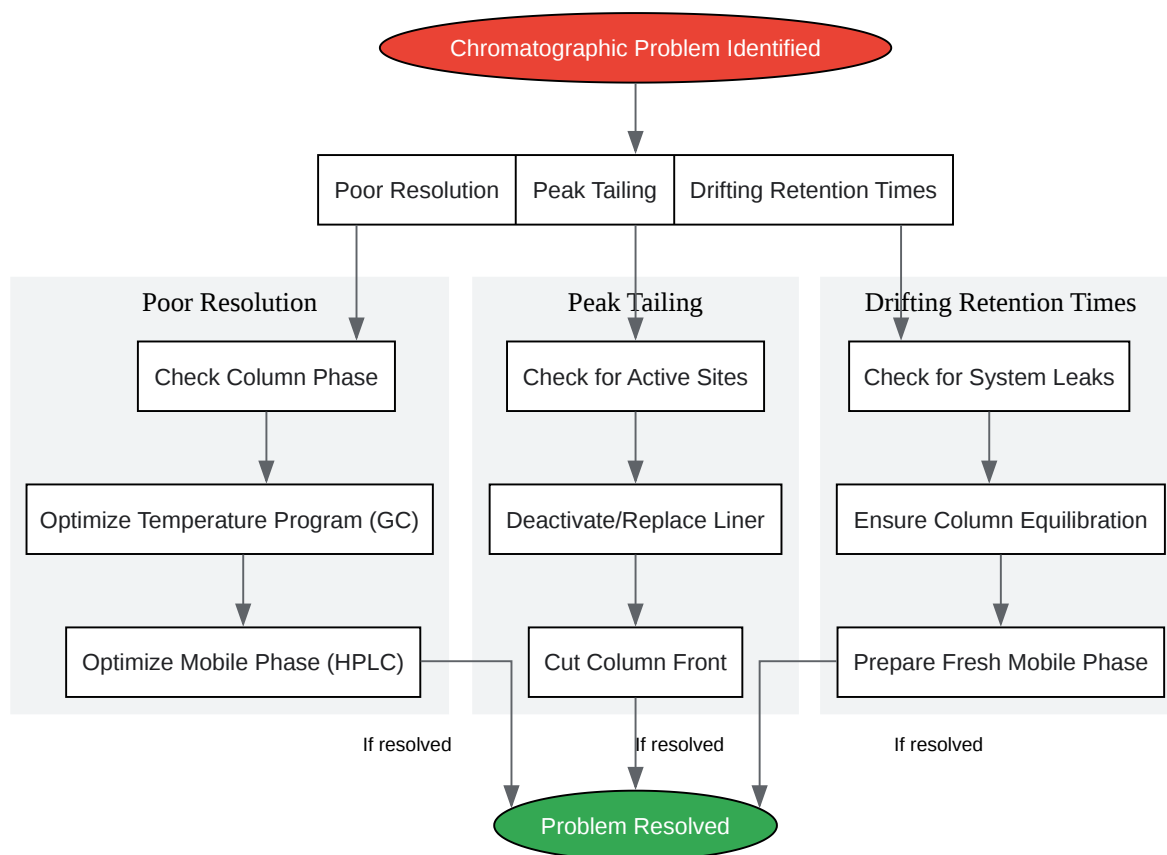 Chromatographic Problem Identified
Poor Resolution
Peak Tailing
Drifting Retention Times
Poor Resolution
Check Column Phase
Optimize Temperature Program (GC)
Optimize Mobile Phase (HPLC)
If resolved
Peak Tailing
Check for Active Sites
Deactivate/Replace Liner
Cut Column Front
If resolved
Drifting Retention Times
Check for System Leaks
Ensure Column Equilibration
Prepare Fresh Mobile Phase
If resolved
Problem Resolved